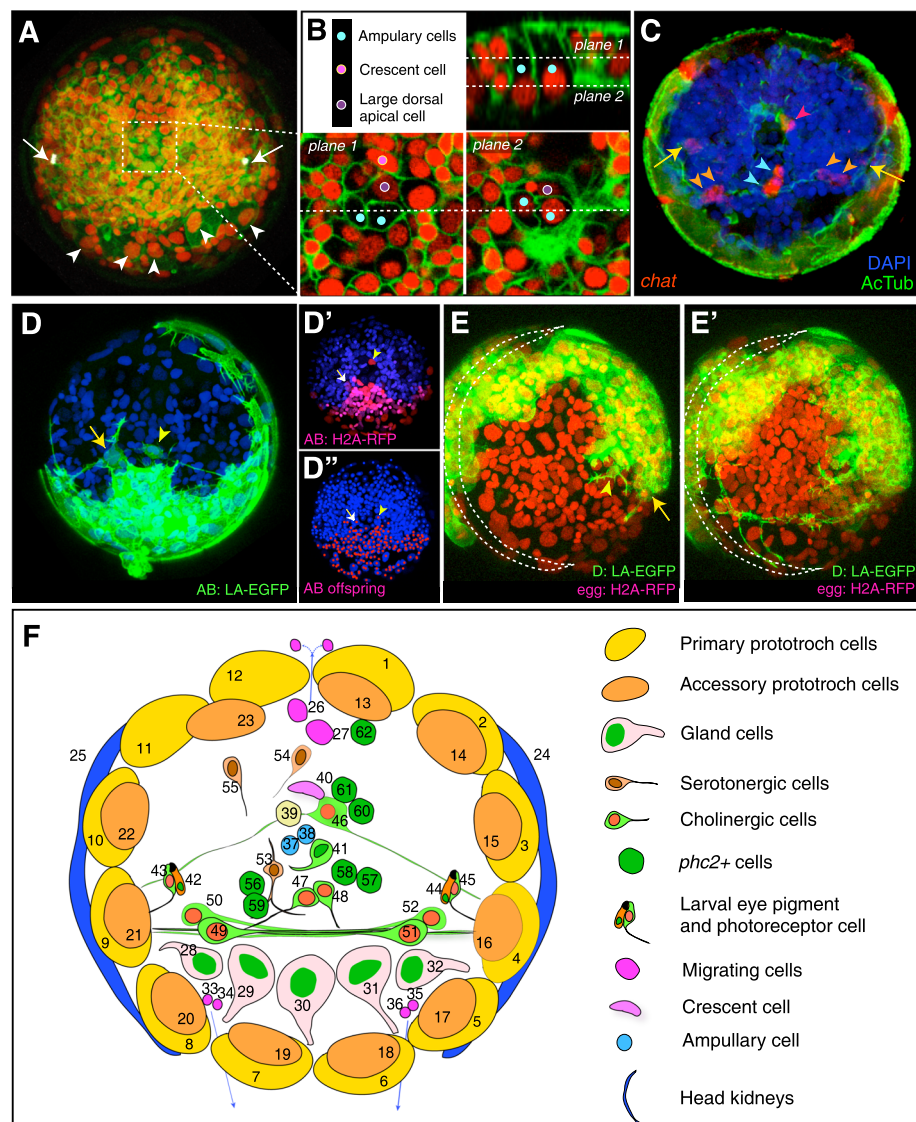 A
B
Ampulary cells
Crescent cell
Large dorsal
apical cell
plane 1
plane 2
plane 1
plane 2
C
chat
DAPI
AcTub
D
AB: LA-EGFP
D’
AB: H2A-RFP
D”
AB offspring
E
D: LA-EGFP
egg: H2A-RFP
E’
D: LA-EGFP
egg: H2A-RFP
F
1
2
3
4
5
6
7
8
9
10
11
12
13
14
15
16
17
18
19
20
21
22
23
24
25
26
27
28
29
30
31
32
33
34
35
36
37
38
39
40
41
42
43
44
45
46
47
48
49
50
51
52
53
54
55
56
57
58
59
60
61
62
Primary prototroch cells
Accessory prototroch cells
Gland cells
Serotonergic cells
Cholinergic cells
phc2+ cells
Larval eye pigment
and photoreceptor cell
Migrating cells
Crescent cell
Ampullary cell
Head kidneys